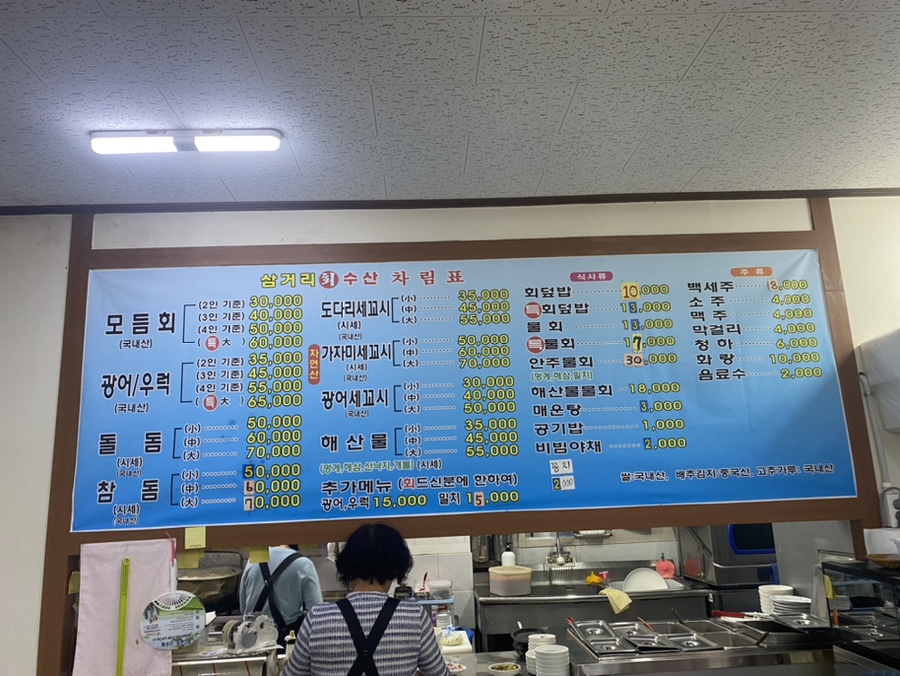 삼거리 회 수산 차림표
모듬회 (국내산)
(2인 기준) 30,000
(3인 기준) 40,000
(4인 기준) 50,000
(특 大) 60,000
광어/우럭 (국내산)
(2인 기준) 35,000
(3인 기준) 45,000
(4인 기준) 55,000
(특 大) 65,000
돌 돔 (시세) (국내산)
(小) 50,000
(中) 60,000
(大) 70,000
참 돔 (시세) (국내산)
(小) 50,000
(中) 60,000
(大) 70,000
도다리세꼬시 (시세) (국내산)
(小) 35,000
(中) 45,000
(大) 55,000
자연산
가자미세꼬시 (시세) (국내산)
(小) 50,000
(中) 60,000
(大) 70,000
광어세꼬시 (국내산)
(小) 30,000
(中) 40,000
(大) 50,000
해산물
(小) 35,000
(中) 45,000
(大) 55,000
(멍게, 해삼, 산낙지, 개불) (시세)
추가메뉴 (회드신분에 한하여)
광어,우럭 15,000 밀치 15,000
식사류
회덮밥 10,000
특회덮밥 13,000
물회 13,000
특물회 17,000
안주물회 30,000
(멍게, 해삼, 밀치)
해산물물회 18,000
매운탕 3,000
공기밥 1,000
비빔야채 2,000
2000
주류
백세주 8,000
소주 4,000
맥주 4,000
막걸리 4,000
청하 6,000
화랑 10,000
음료수 2,000
쌀:국내산, 배추김치:중국산, 고추가루: 국내산